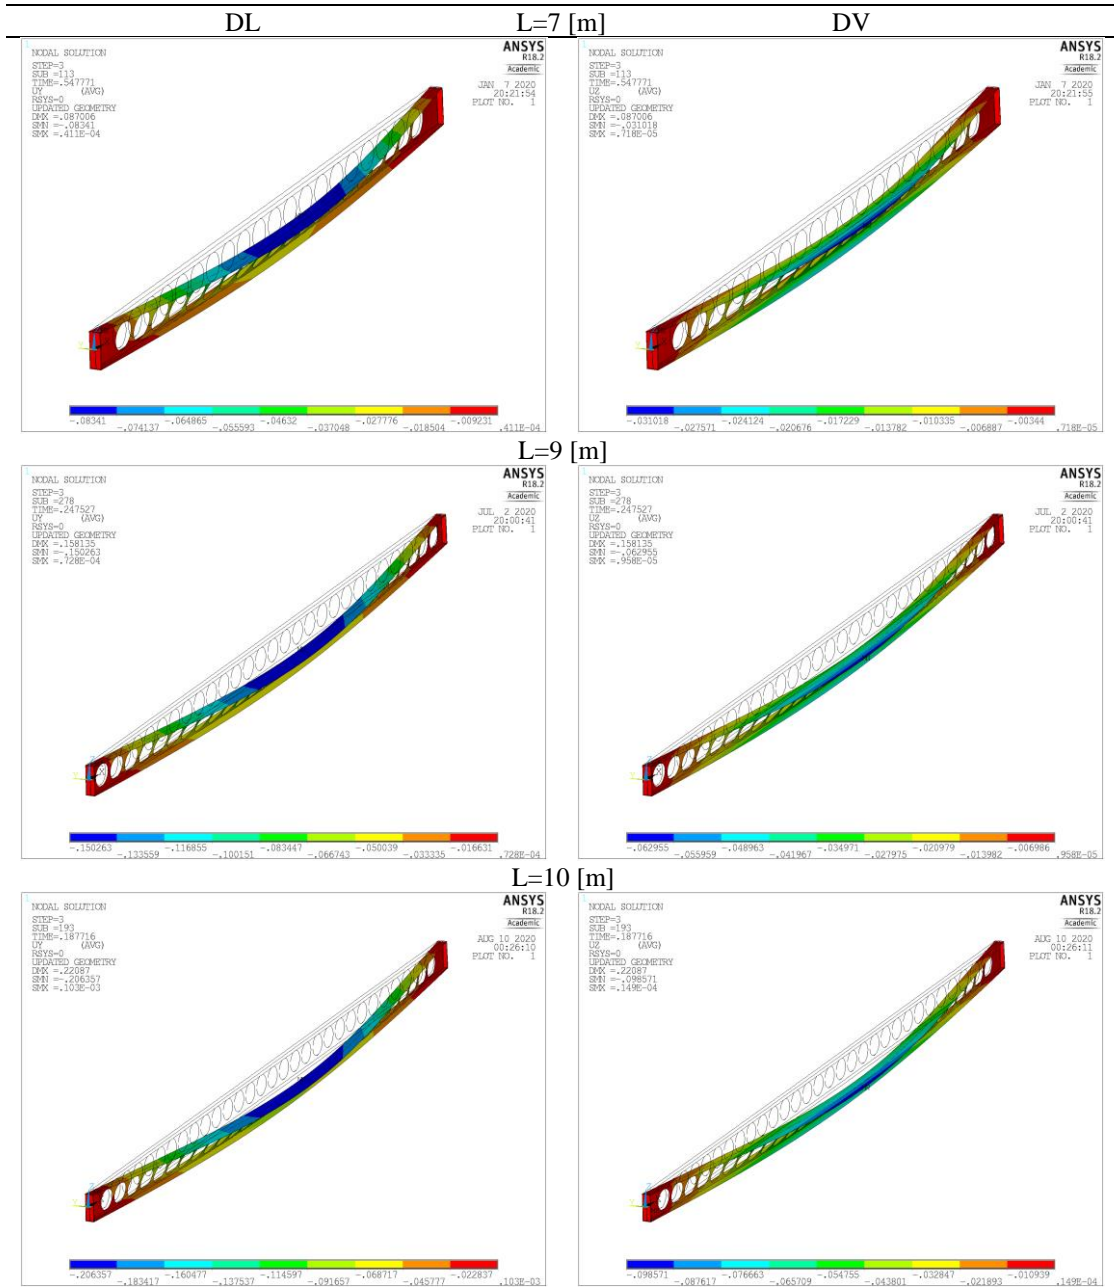 DL L=7 [m] DV
1
NODAL SOLUTION
STEP=3
SUB =113
TIME=.547771
UY (AVG)
RSYS=0
UPDATED GEOMETRY
DMX =.087006
SMN =-.08341
SMX =.411E-04
ANSYS
R18.2
Academic
JAN 7 2020
20:21:54
PLOT NO. 1
Y
-.08341 -.074137 -.064865 -.055593 -.04632 -.037048 -.027776 -.018504 -.009231 .411E-04
1
NODAL SOLUTION
STEP=3
SUB =113
TIME=.547771
UZ (AVG)
RSYS=0
UPDATED GEOMETRY
DMX =.087006
SMN =-.031018
SMX =.718E-05
ANSYS
R18.2
Academic
JAN 7 2020
20:21:55
PLOT NO. 1
Y
-.031018 -.027571 -.024124 -.020676 -.017229 -.013782 -.010335 -.006887 -.00344 .718E-05
L=9 [m]
1
NODAL SOLUTION
STEP=3
SUB =278
TIME=.247527
UY (AVG)
RSYS=0
UPDATED GEOMETRY
DMX =.158135
SMN =-.150263
SMX =.728E-04
ANSYS
R18.2
Academic
JUL 2 2020
20:00:41
PLOT NO. 1
Z
Y X
-.150263 -.133559 -.116855 -.100151 -.083447 -.066743 -.050039 -.033335 -.016631 .728E-04
1
NODAL SOLUTION
STEP=3
SUB =278
TIME=.247527
UZ (AVG)
RSYS=0
UPDATED GEOMETRY
DMX =.158135
SMN =-.062955
SMX =.958E-05
ANSYS
R18.2
Academic
JUL 2 2020
20:00:41
PLOT NO. 1
Z
Y X
-.062955 -.055959 -.048963 -.041967 -.034971 -.027975 -.020979 -.013982 -.006986 .958E-05
L=10 [m]
1
NODAL SOLUTION
STEP=3
SUB =193
TIME=.187716
UY (AVG)
RSYS=0
UPDATED GEOMETRY
DMX =.22087
SMN =-.206357
SMX =.103E-03
ANSYS
R18.2
Academic
AUG 10 2020
00:26:10
PLOT NO. 1
Z
Y
-.206357 -.183417 -.160477 -.137537 -.114597 -.091657 -.068717 -.045777 -.022837 .103E-03
1
NODAL SOLUTION
STEP=3
SUB =193
TIME=.187716
UZ (AVG)
RSYS=0
UPDATED GEOMETRY
DMX =.22087
SMN =-.098571
SMX =.149E-04
ANSYS
R18.2
Academic
AUG 10 2020
00:26:11
PLOT NO. 1
Z
Y
-.098571 -.087617 -.076663 -.065709 -.054755 -.043801 -.032847 -.021893 -.010939 .149E-04